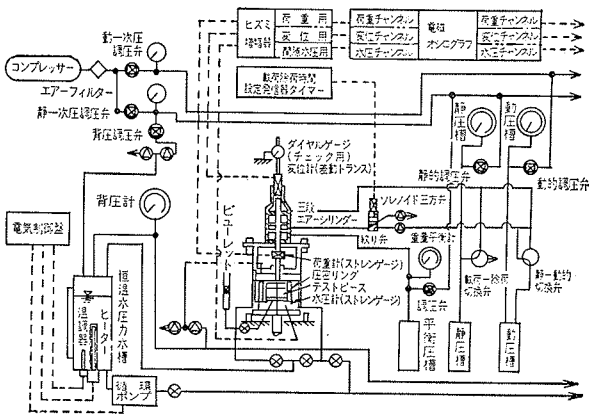 動一次圧
調圧弁
コンプレッサー
エアーフィルター
静一次調圧弁
背圧調圧弁
背圧計
電気制御器
恒温水圧力水槽
温調器
ヒーター
循環
ポンプ
ヒズミ
増幅器
荷重用
変位用
間隙水圧用
荷重チャンネル
変位チャンネル
水圧チャンネル
電磁
オシログラフ
荷重チャンネル
変位チャンネル
水圧チャンネル
載荷除荷時間
設定発信器タイマー
ダイヤルゲージ
(チェック用)
変位計(差動トランス)
ビューレット
三段
エアーシリンダー
ソレノイド三方弁
絞り弁
荷重計(ストレンゲージ)
圧密リング
テストピース
水圧計(ストレンゲージ)
重量平衡計
調圧弁
平衡圧槽
静圧槽
動圧槽
静的調圧弁
動的調圧弁
載荷−除荷
切換弁
静−動的
切換弁
静圧槽
動圧槽